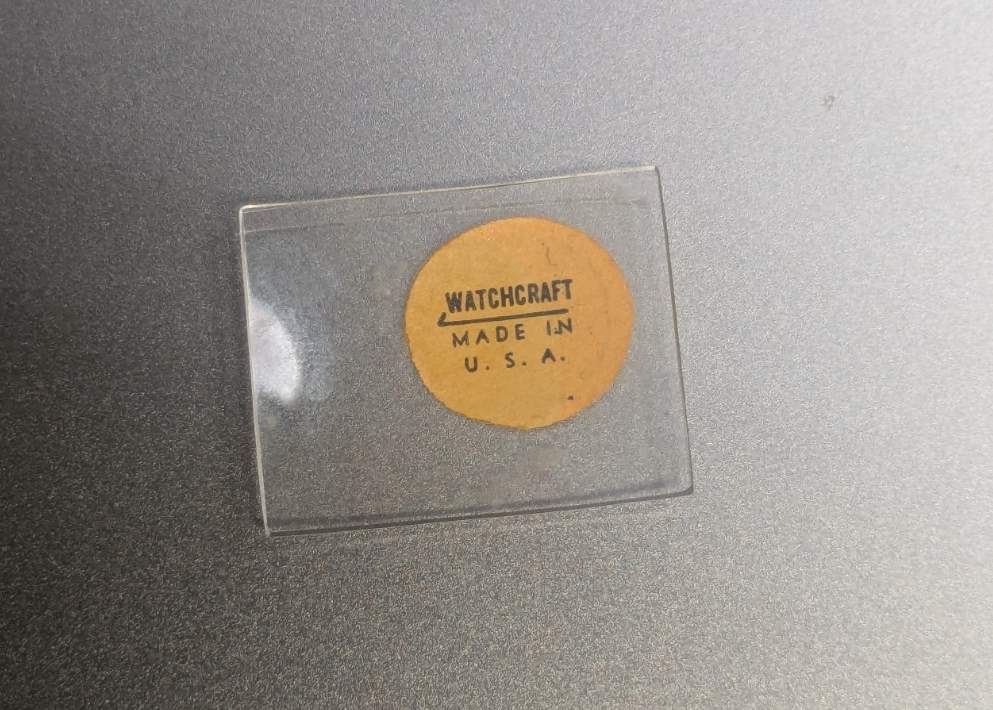 WATCHCRAFT
MADE IN
U. S. A.